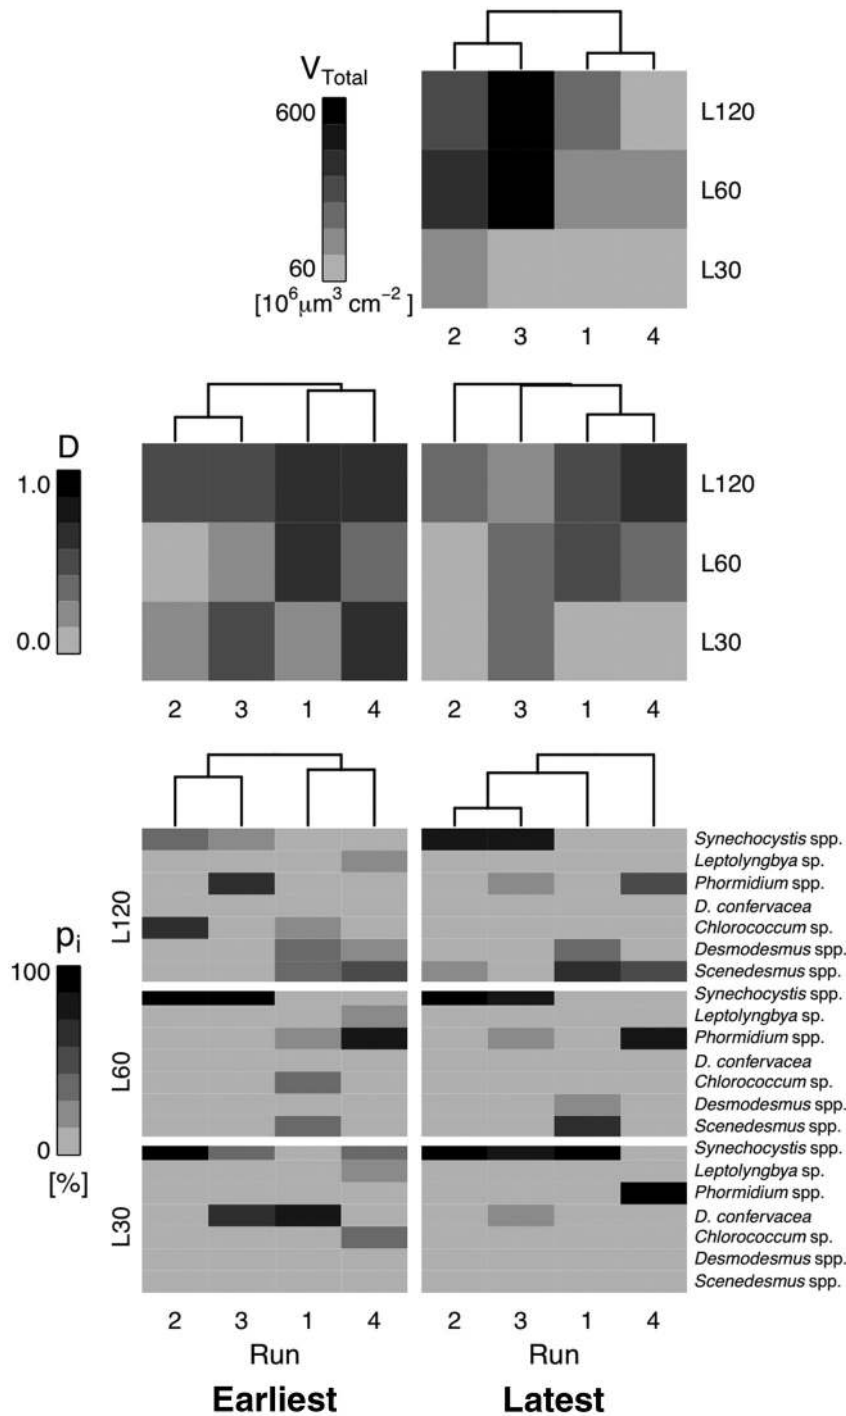 V Total
600
60
[10^6 μm^3 cm^−2 ]
L120
L60
L30
2 3 1 4
D
1.0
0.0
L120
L60
L30
2 3 1 4
2 3 1 4
p i
100
0
[%]
L120
Synechocystis spp.
Leptolyngbya sp.
Phormidium spp.
D. confervacea
Chlorococcum sp.
Desmodesmus spp.
Scenedesmus spp.
L60
Synechocystis spp.
Leptolyngbya sp.
Phormidium spp.
D. confervacea
Chlorococcum sp.
Desmodesmus spp.
Scenedesmus spp.
L30
Synechocystis spp.
Leptolyngbya sp.
Phormidium spp.
D. confervacea
Chlorococcum sp.
Desmodesmus spp.
Scenedesmus spp.
2 3 1 4
2 3 1 4
Run
Run
Earliest
Latest